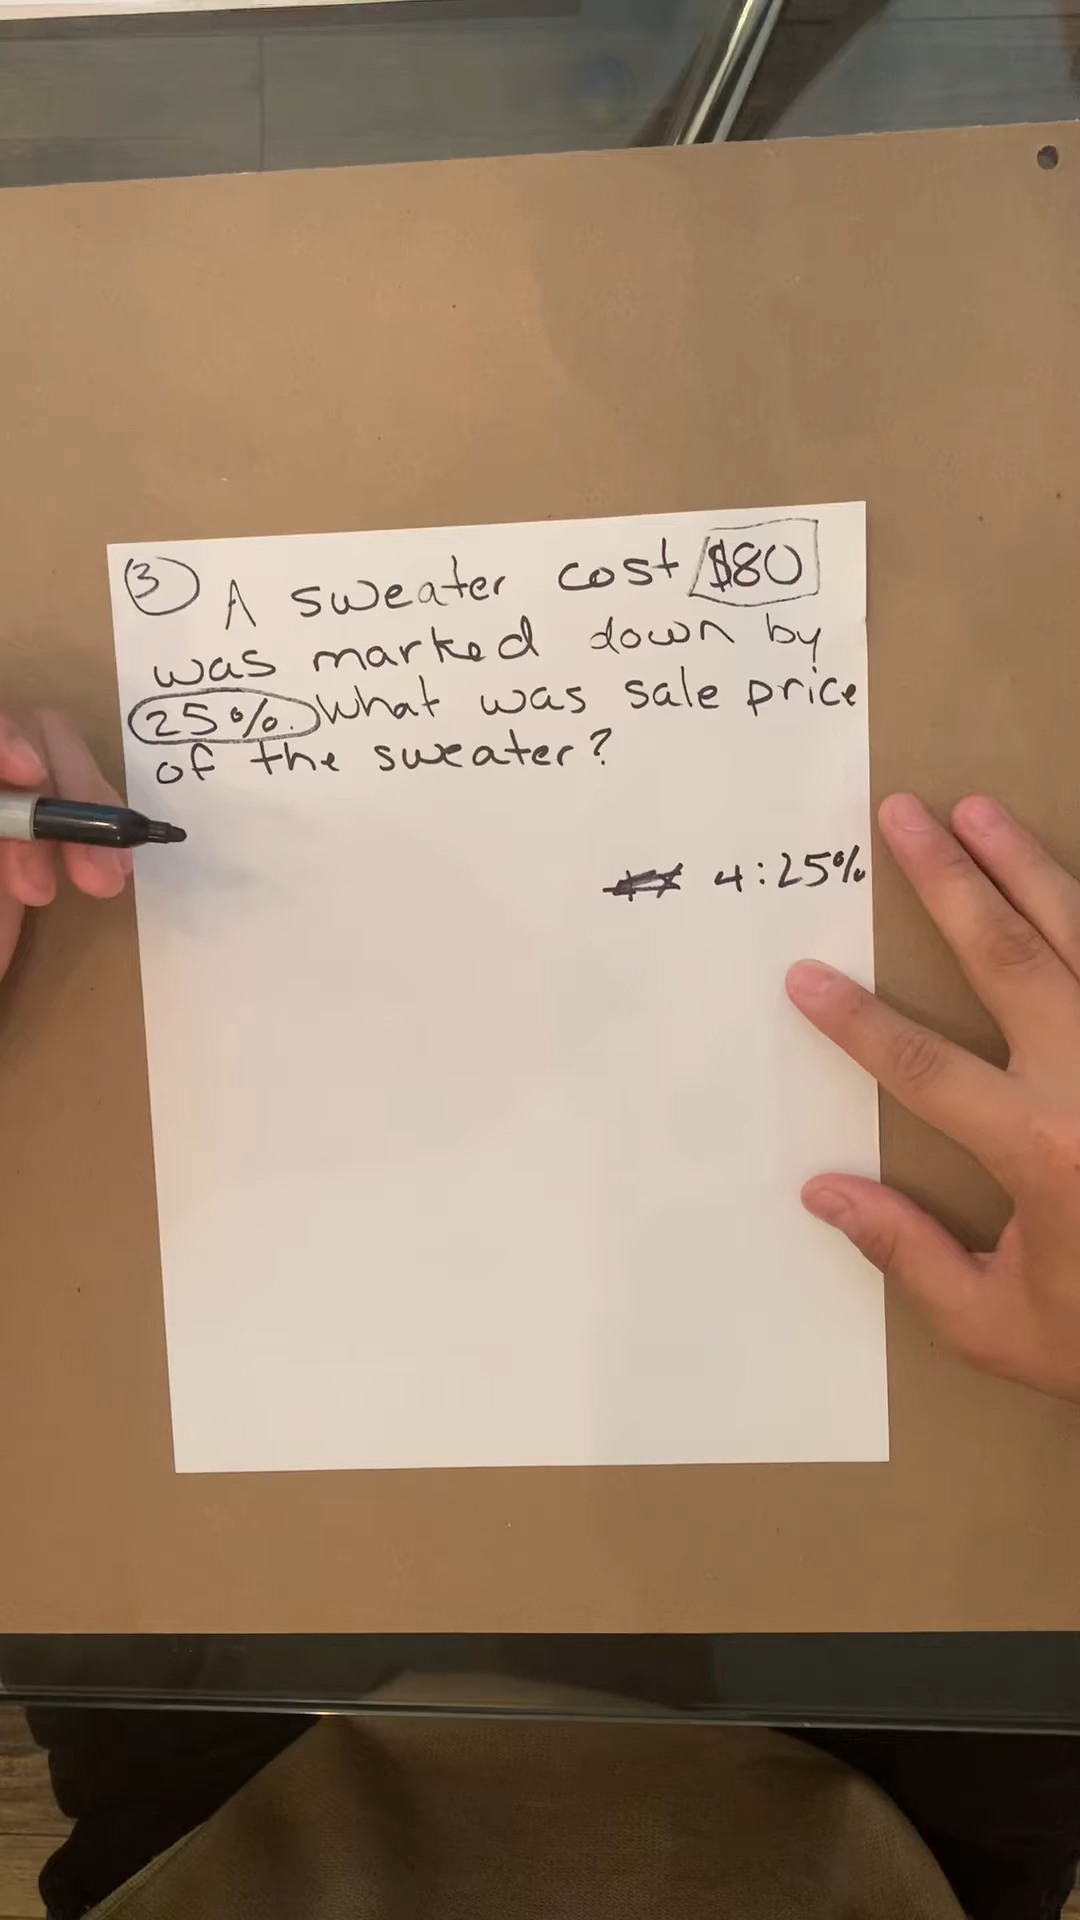 3 A sweater cost $80
was marked down by
25%. What was sale price
of the sweater?
4:25%